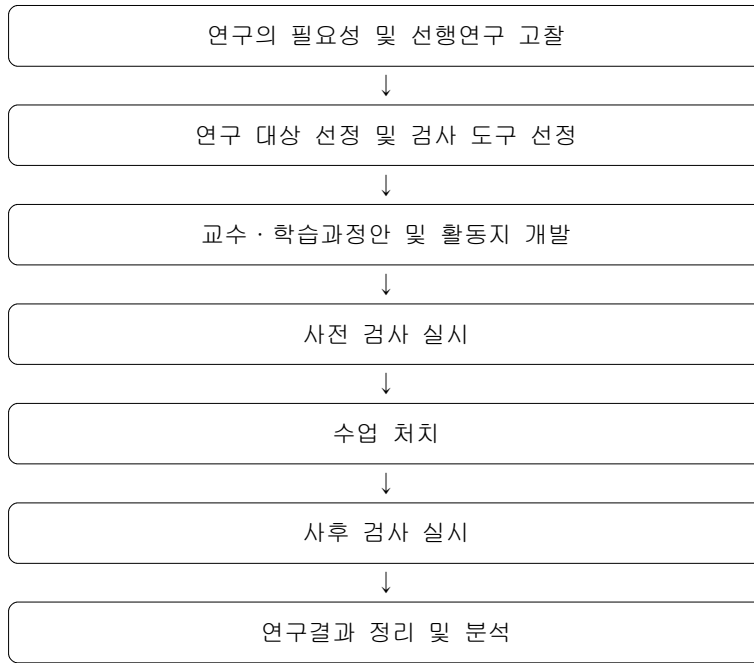 연구의 필요성 및 선행연구 고찰
↓
연구 대상 선정 및 검사 도구 선정
↓
교수 · 학습과정안 및 활동지 개발
↓
사전 검사 실시
↓
수업 처치
↓
사후 검사 실시
↓
연구결과 정리 및 분석